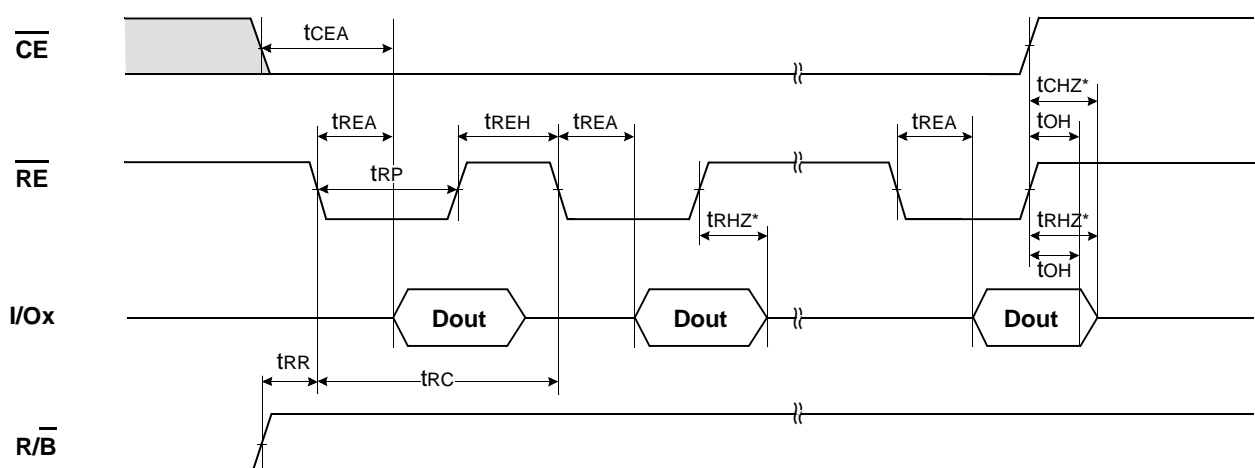 CE
tCEA
tCHZ*
tREA
tREH
tREA
tREA
tOH
RE
tRP
tRHZ*
tRHZ*
tOH
I/Ox
Dout
Dout
Dout
tRR
tRC
R/B